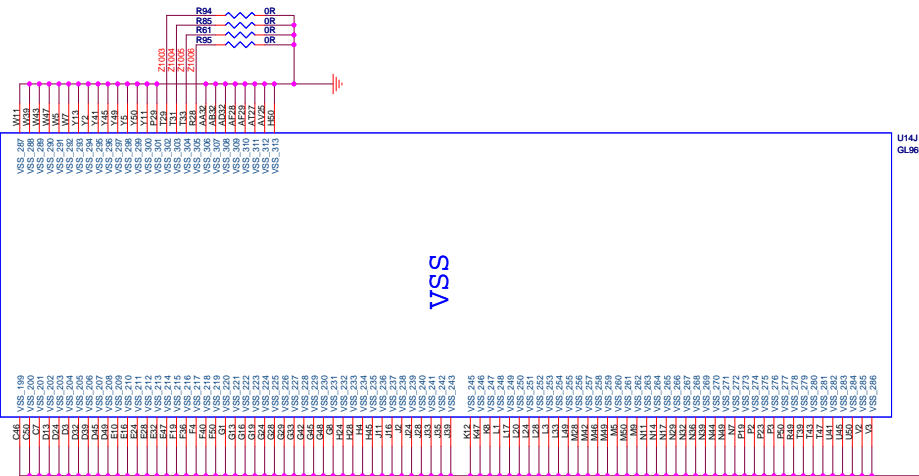 R94 0R
R85 0R
R61 0R
R95 0R
Z1003
Z1004
Z1005
Z1006
W11
W39
W43
W47
W5
W7
Y13
Y2
Y41
Y45
Y49
Y5
Y50
Y11
P29
T29
T31
T33
R28
AA32
AB32
AD32
AF28
AF29
AT27
AV25
H50
U14J
GL96
VSS_287
VSS_288
VSS_289
VSS_290
VSS_291
VSS_292
VSS_293
VSS_294
VSS_295
VSS_296
VSS_297
VSS_298
VSS_299
VSS_300
VSS_301
VSS_302
VSS_303
VSS_304
VSS_305
VSS_306
VSS_307
VSS_308
VSS_309
VSS_310
VSS_311
VSS_312
VSS_313
VSS
VSS_199
VSS_200
VSS_201
VSS_202
VSS_203
VSS_204
VSS_205
VSS_206
VSS_207
VSS_208
VSS_209
VSS_210
VSS_211
VSS_212
VSS_213
VSS_214
VSS_215
VSS_216
VSS_217
VSS_218
VSS_219
VSS_220
VSS_221
VSS_222
VSS_223
VSS_224
VSS_225
VSS_226
VSS_227
VSS_228
VSS_229
VSS_230
VSS_231
VSS_232
VSS_233
VSS_234
VSS_235
VSS_236
VSS_237
VSS_238
VSS_239
VSS_240
VSS_241
VSS_242
VSS_243
VSS_245
VSS_246
VSS_247
VSS_248
VSS_249
VSS_250
VSS_251
VSS_252
VSS_253
VSS_254
VSS_255
VSS_256
VSS_257
VSS_258
VSS_259
VSS_260
VSS_261
VSS_262
VSS_263
VSS_264
VSS_265
VSS_266
VSS_267
VSS_268
VSS_269
VSS_270
VSS_271
VSS_272
VSS_273
VSS_274
VSS_275
VSS_276
VSS_277
VSS_278
VSS_279
VSS_280
VSS_281
VSS_282
VSS_283
VSS_284
VSS_285
VSS_286
C46
C50
C7
D13
D24
D3
D32
D39
D45
D49
E10
E16
E24
E28
E32
E47
F19
F36
F4
F40
F50
G1
G13
G16
G19
G24
G28
G29
G33
G42
G45
G48
G8
H24
H28
H4
H45
J11
J16
J2
J24
J28
J33
J35
J39
K12
K47
K8
L1
L17
L20
L24
L28
L3
L33
L49
M28
M42
M46
M49
M5
M50
M9
N11
N14
N17
N29
N32
N36
N39
N44
N49
N7
P19
P2
P23
P3
P50
R49
T39
T43
T47
U41
U45
U50
V2
V3